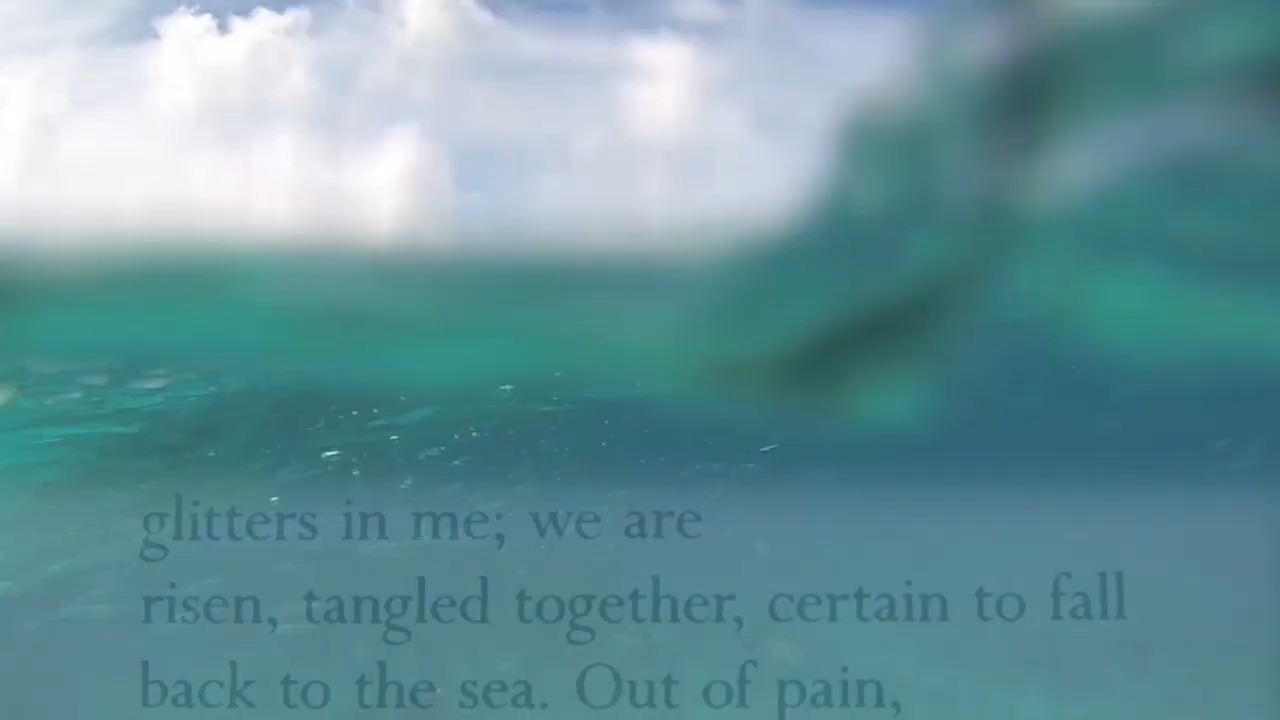 glitters in me; we are
risen, tangled together, certain to fall
back to the sea. Out of pain,